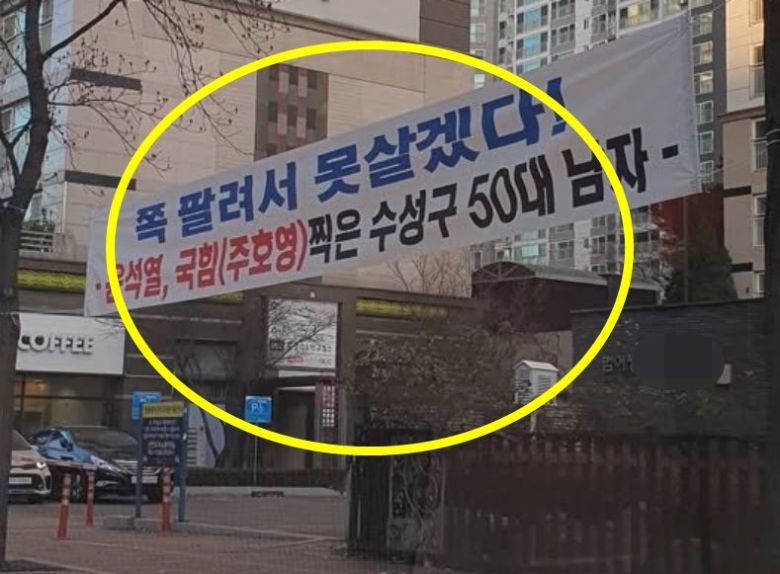 쪽 팔려서 못살겠다!
- 윤석열, 국힘(주호영)찍은 수성구 50대 남자 -
COFFEE
P